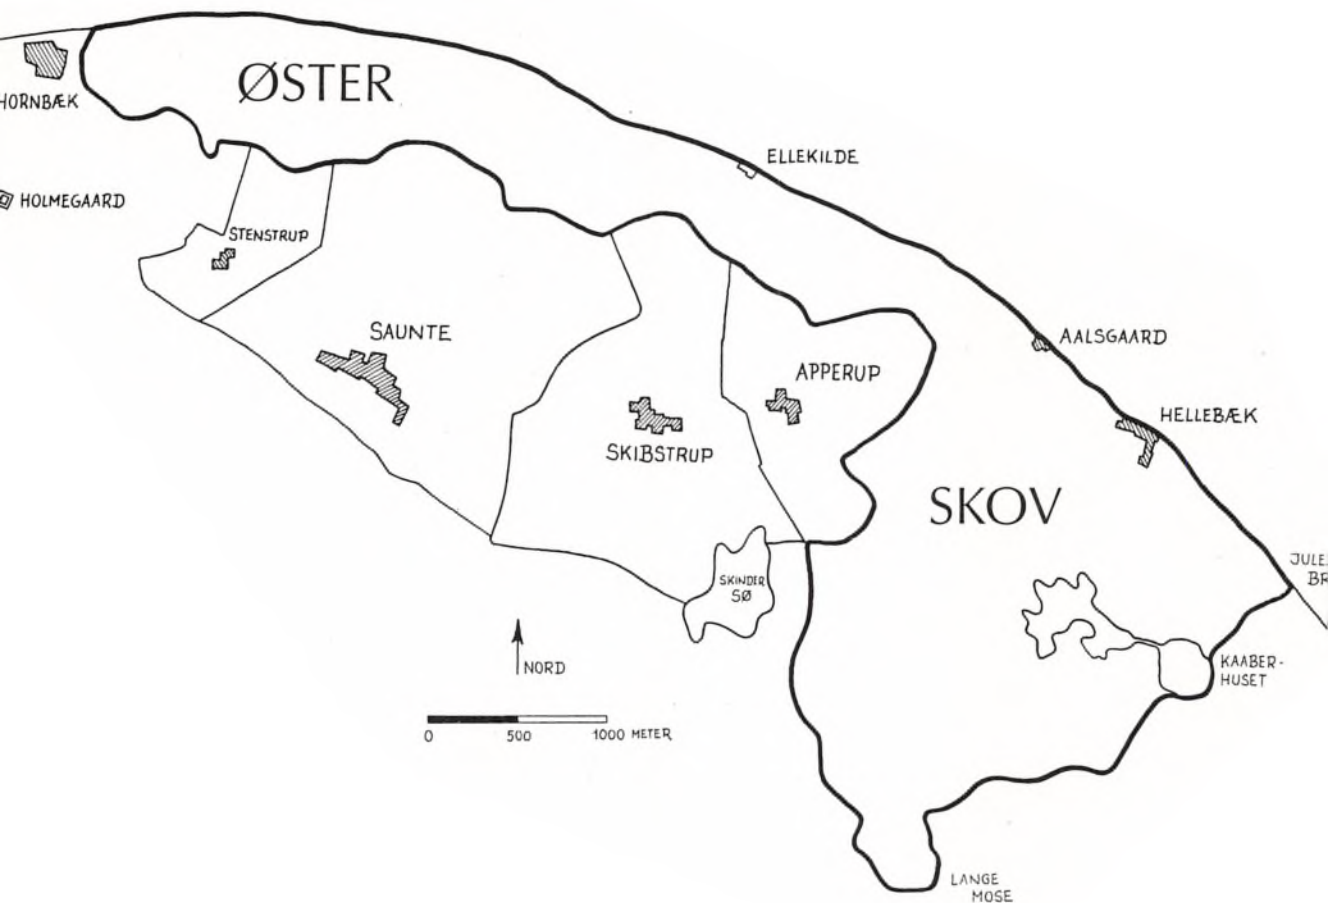 ØSTER
HORNBÆK
ELLEKILDE
HOLMEGAARD
STENSTRUP
SAUNTE
AALSGAARD
APPERUP
HELLEBÆK
SKIBSTRUP
SKOV
SKINDER
SØ
NORD
KAABER-
HUSET
0 500 1000 METER
LANGE
MOSE